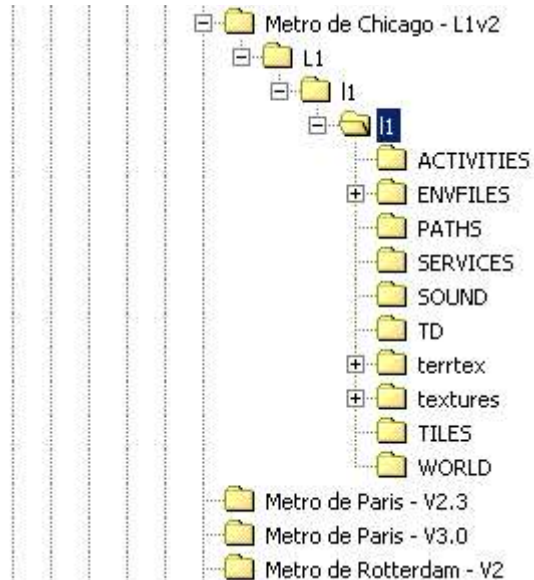 Metro de Chicago - L1v2
L1
l1
l1
ACTIVITIES
ENVFILES
PATHS
SERVICES
SOUND
TD
terrtex
textures
TILES
WORLD
Metro de Paris - V2.3
Metro de Paris - V3.0
Metro de Rotterdam - V2